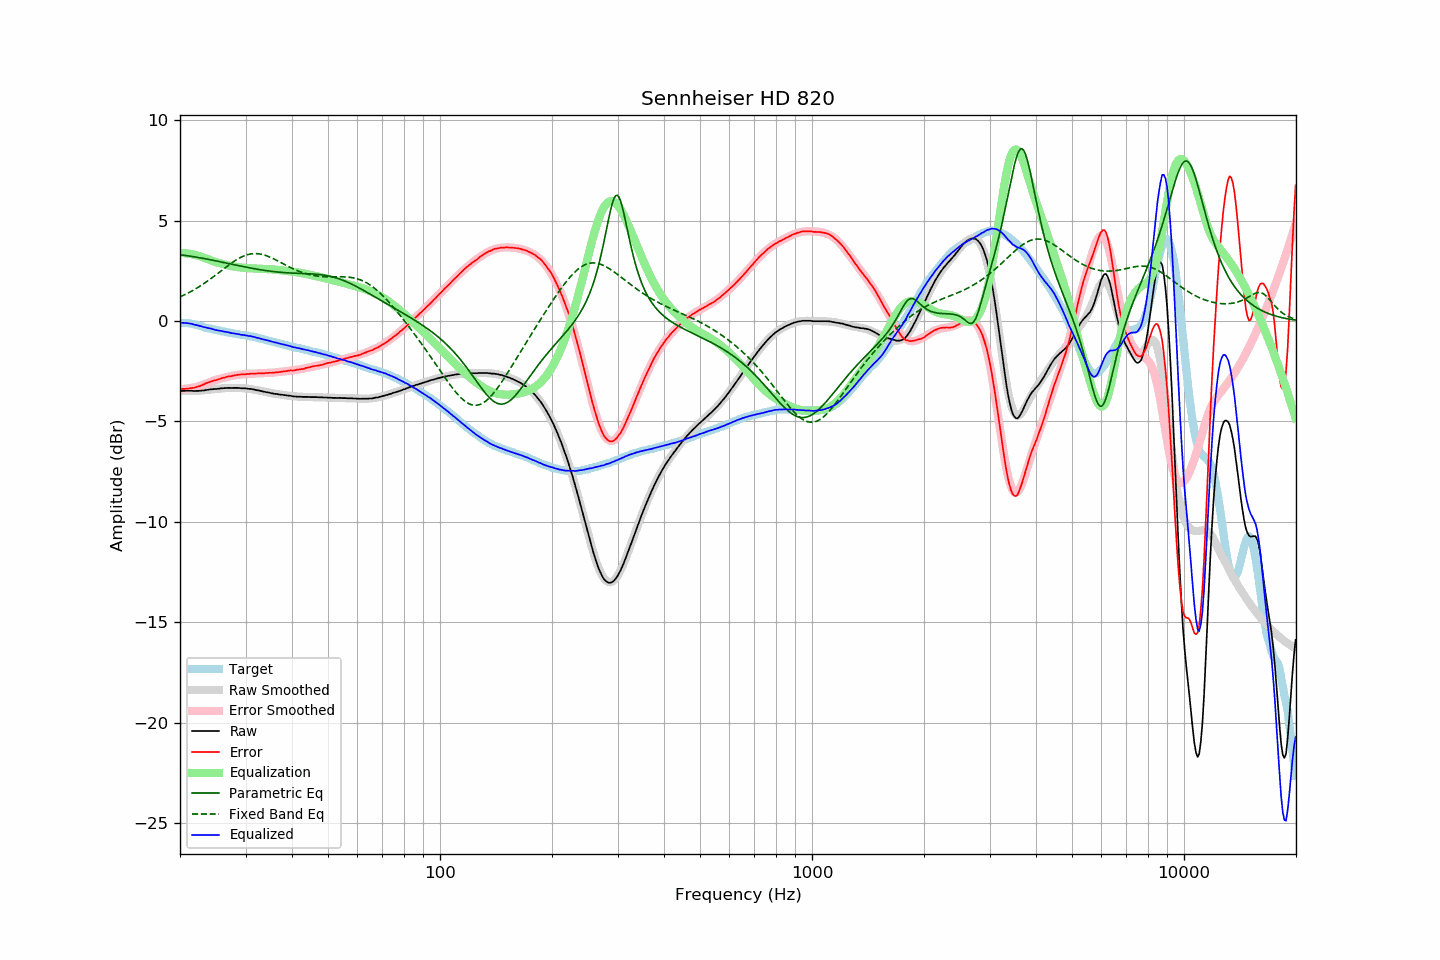 Sennheiser HD 820
10
5
0
−5
−10
−15
−20
−25
Amplitude (dBr)
Target
Raw Smoothed
Error Smoothed
Raw
Error
Equalization
Parametric Eq
Fixed Band Eq
Equalized
100
1000
10000
Frequency (Hz)